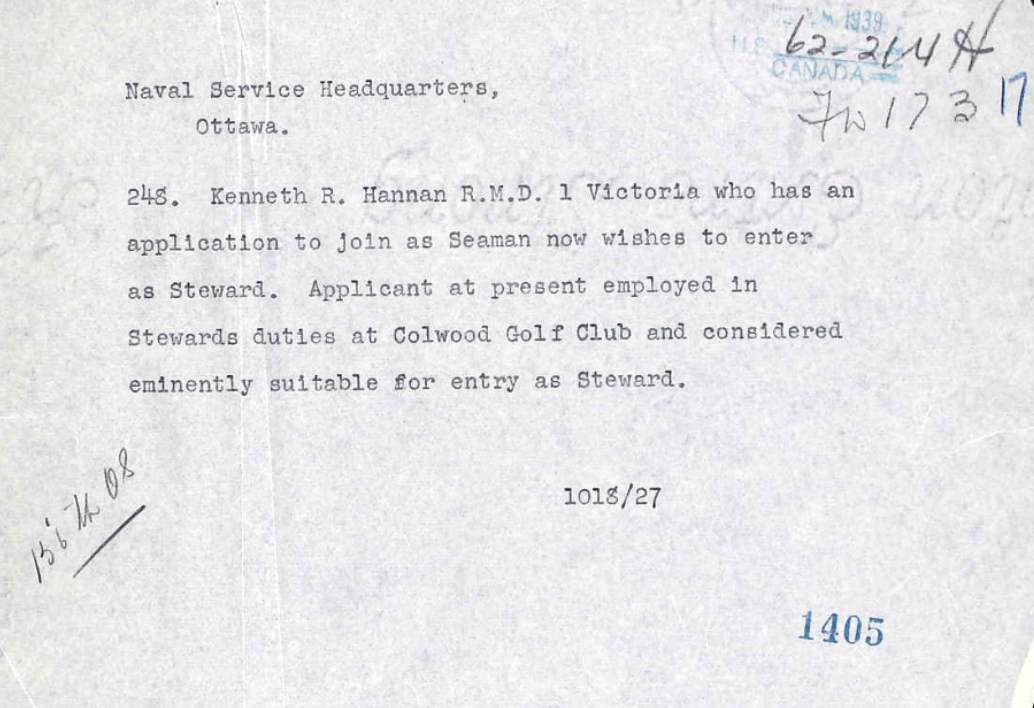 1939
62-264 H
CANADA
173 17
Naval Service Headquarters,
Ottawa.
248. Kenneth R. Hannan R.M.D. 1 Victoria who has an
application to join as Seaman now wishes to enter
as Steward. Applicant at present employed in
Stewards duties at Colwood Golf Club and considered
eminently suitable for entry as Steward.
1018/27
1405